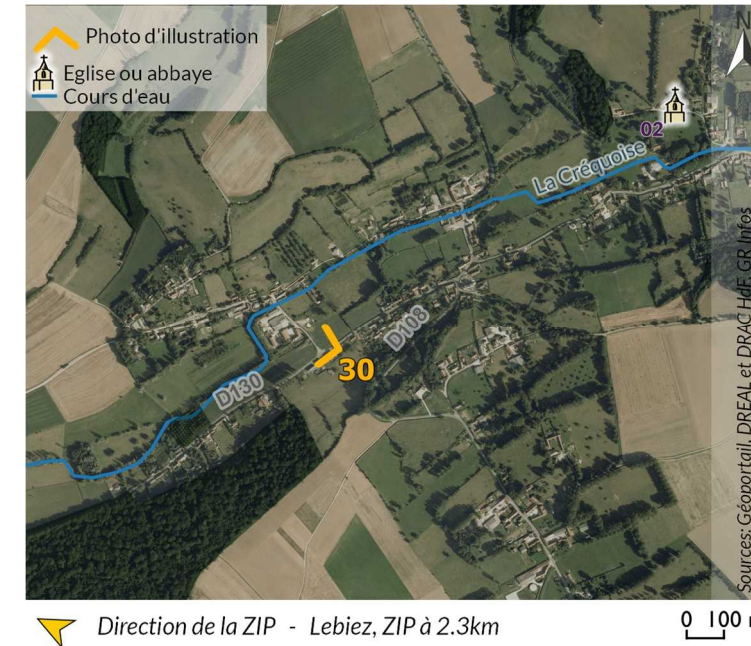 Photo d'illustration
Eglise ou abbaye
Cours d'eau
N
02
La Créquoise
D108
30
D130
Sources: Géoportail, DREAL et DRAC HHF, GR Infos
Direction de la ZIP - Lebiez, ZIP à 2.3km
0 100 m